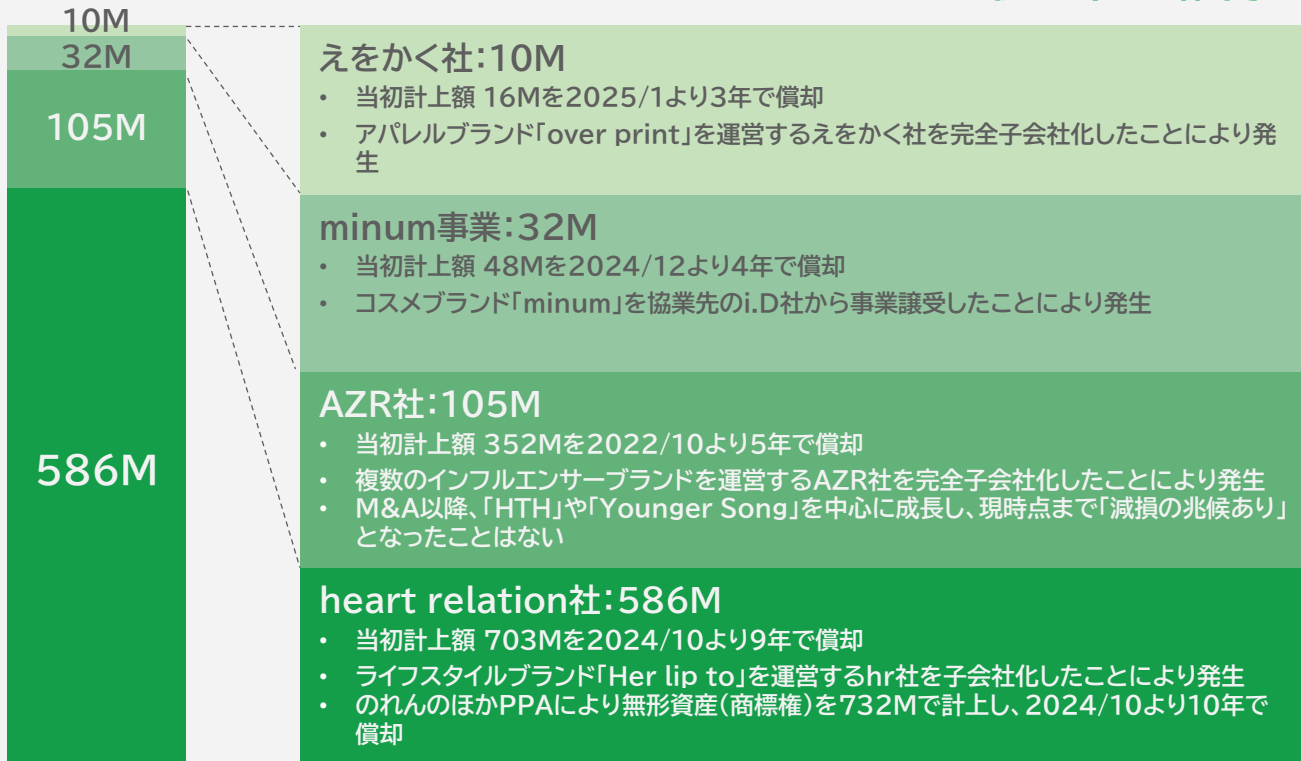 10M
32M
105M
586M
えをかく社：10M
• 当初計上額 16Mを2025/1より3年で償却
• アパレルブランド「over print」を運営するえをかく社を完全子会社化したことにより発
生
minum事業：32M
• 当初計上額 48Mを2024/12より4年で償却
• コスメブランド「minum」を協業先のi.D社から事業譲受したことにより発生
AZR社：105M
• 当初計上額 352Mを2022/10より5年で償却
• 複数のインフルエンサーブランドを運営するAZR社を完全子会社化したことにより発生
• M&A以降、「HTH」や「Younger Song」を中心に成長し、現時点まで「減損の兆候あり」
となったことはない
heart relation社：586M
• 当初計上額 703Mを2024/10より9年で償却
• ライフスタイルブランド「Her lip to」を運営するhr社を子会社化したことにより発生
• のれんのほかPPAにより無形資産（商標権）を732Mで計上し、2024/10より10年で
償却